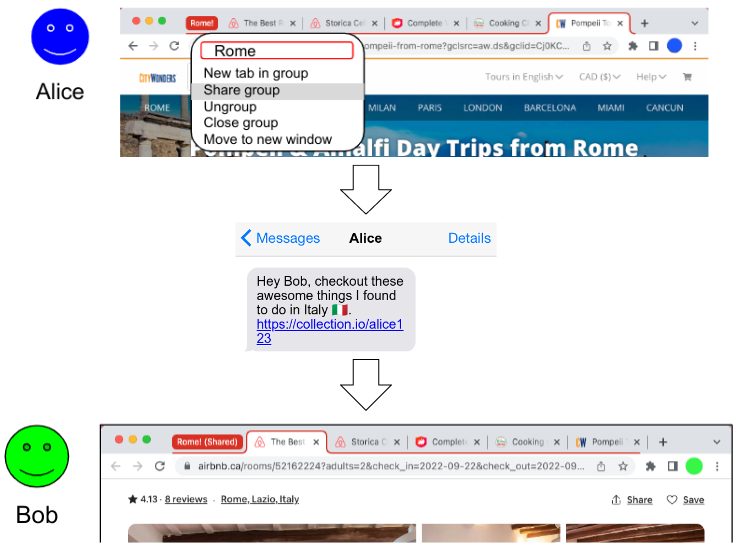 Rome!
The Best R
Storica Cel
Complete
Cooking Cl
Pompeii To
ompeii-from-rome?gclsrc=aw.ds&gclid=Cj0KC...
Rome
New tab in group
Share group
Ungroup
Close group
Move to new window
Alice
CITYWONDERS
Tours in English
CAD ($)
Help
ROME
MILAN
PARIS
LONDON
BARCELONA
MIAMI
CANCUN
Pompeii & Amalfi Day Trips from Rome
Messages
Alice
Details
Hey Bob, checkout these
awesome things I found
to do in Italy 🇮🇹.
https://collection.io/alice1
23
Bob
Rome! (Shared)
The Best
Storica C
Complete
Cooking
Pompeii
airbnb.ca/rooms/52162224?adults=2&check_in=2022-09-22&check_out=2022-09...
4.13 · 8 reviews · Rome, Lazio, Italy
Share
Save